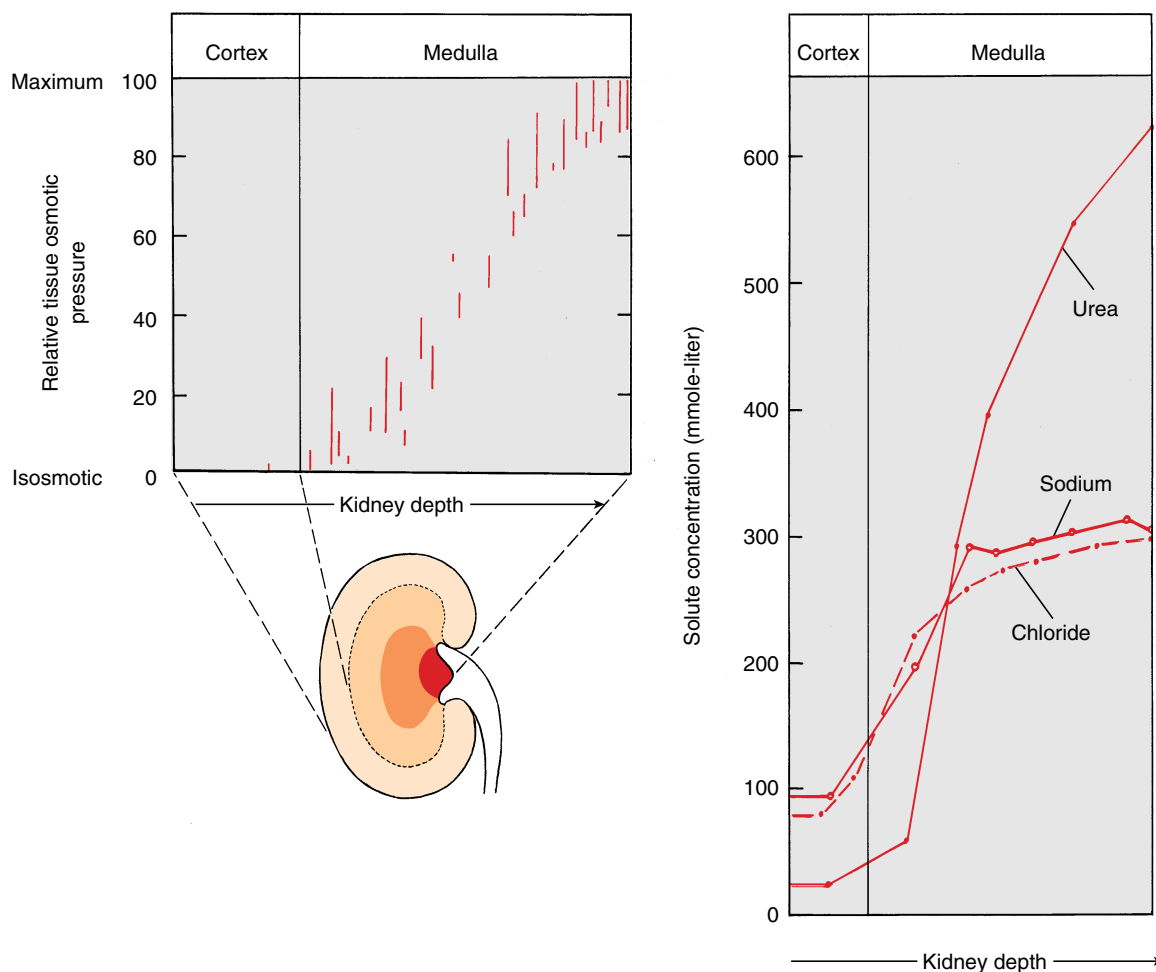 Cortex
Medulla
Maximum
100
80
60
40
20
0
Isosmotic
Relative tissue osmotic
pressure
Kidney depth
Cortex
Medulla
600
500
400
300
200
100
0
Solute concentration (mmole-liter)
Urea
Sodium
Chloride
Kidney depth